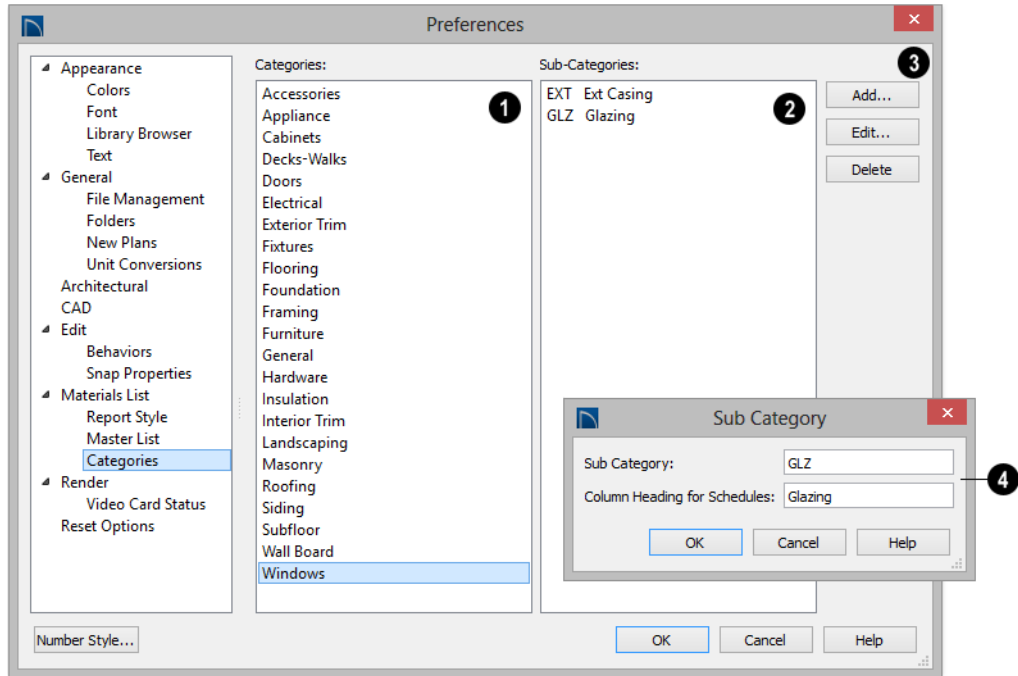 Preferences
Appearance
Colors
Font
Library Browser
Text
General
File Management
Folders
New Plans
Unit Conversions
Architectural
CAD
Edit
Behaviors
Snap Properties
Materials List
Report Style
Master List
Categories
Render
Video Card Status
Reset Options
Categories:
1
Accessories
Appliance
Cabinets
Decks-Walks
Doors
Electrical
Exterior Trim
Fixtures
Flooring
Foundation
Framing
Furniture
General
Hardware
Insulation
Interior Trim
Landscaping
Masonry
Roofing
Siding
Subfloor
Wall Board
Windows
Sub-Categories:
2
EXT Ext Casing
GLZ Glazing
3
Add...
Edit...
Delete
Sub Category
Sub Category: GLZ
Column Heading for Schedules: Glazing
4
OK Cancel Help
Number Style...
OK Cancel Help